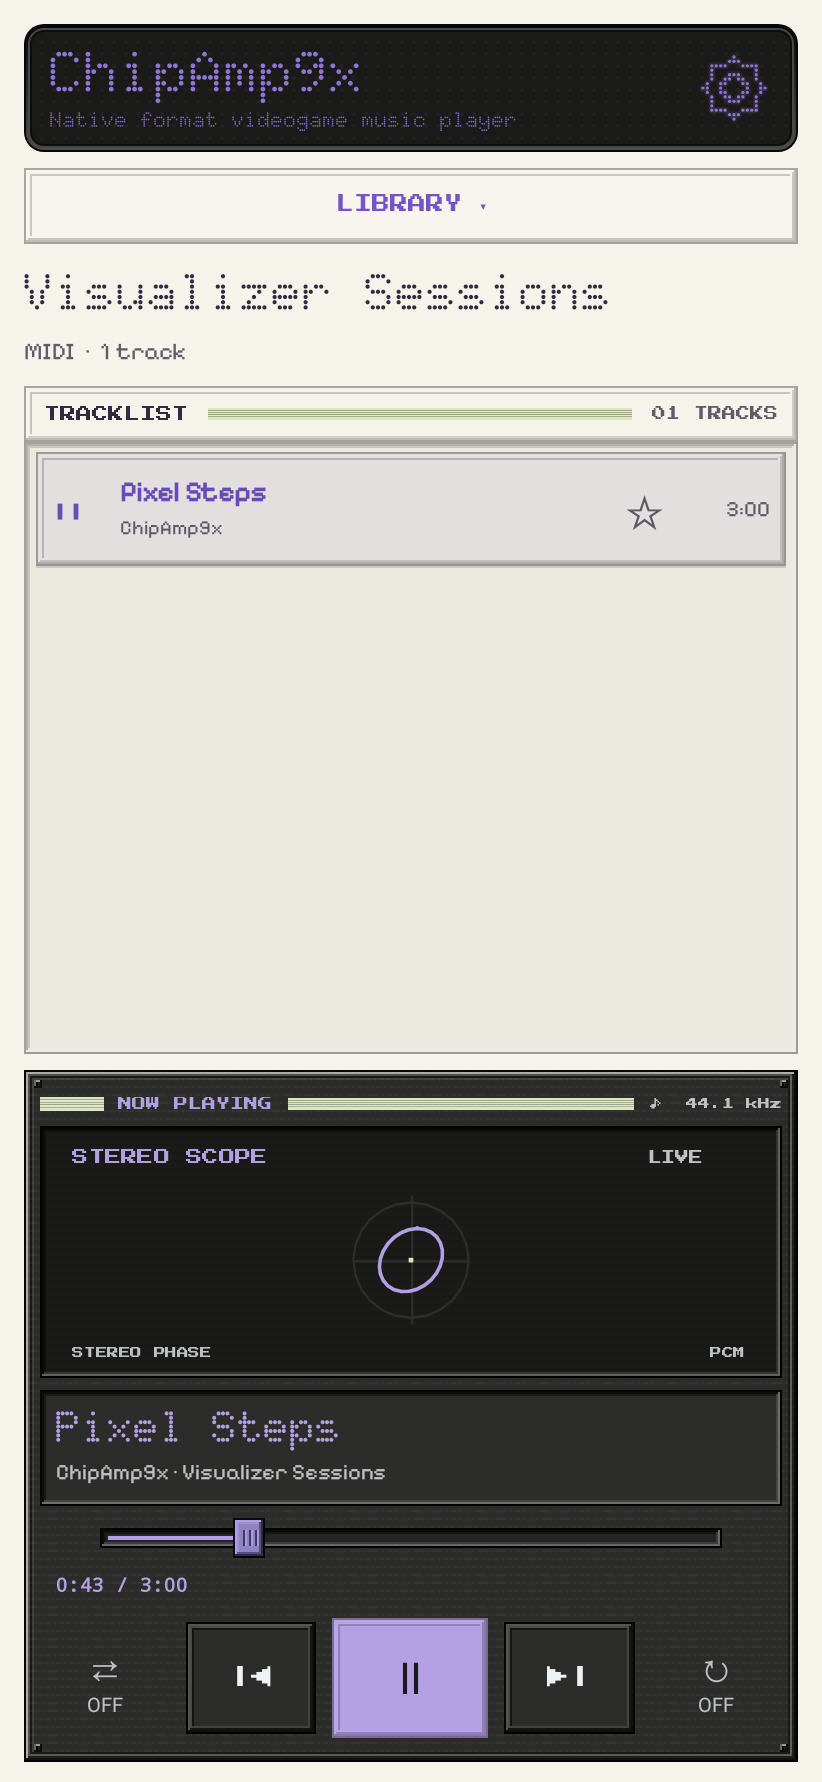 ChipAmp9x
Native format videogame music player
LIBRARY ▾
Visualizer Sessions
MIDI · 1 track
TRACKLIST 01 TRACKS
Pixel Steps
ChipAmp9x
3:00
NOW PLAYING ♪ 44.1 kHz
STEREO SCOPE LIVE
STEREO PHASE PCM
Pixel Steps
ChipAmp9x · Visualizer Sessions
0:43 / 3:00
OFF OFF